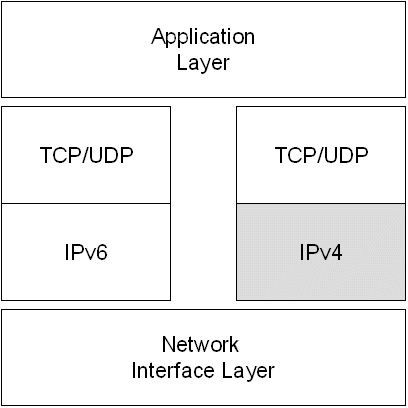 Application
Layer
TCP/UDP
TCP/UDP
IPv6
IPv4
Network
Interface Layer